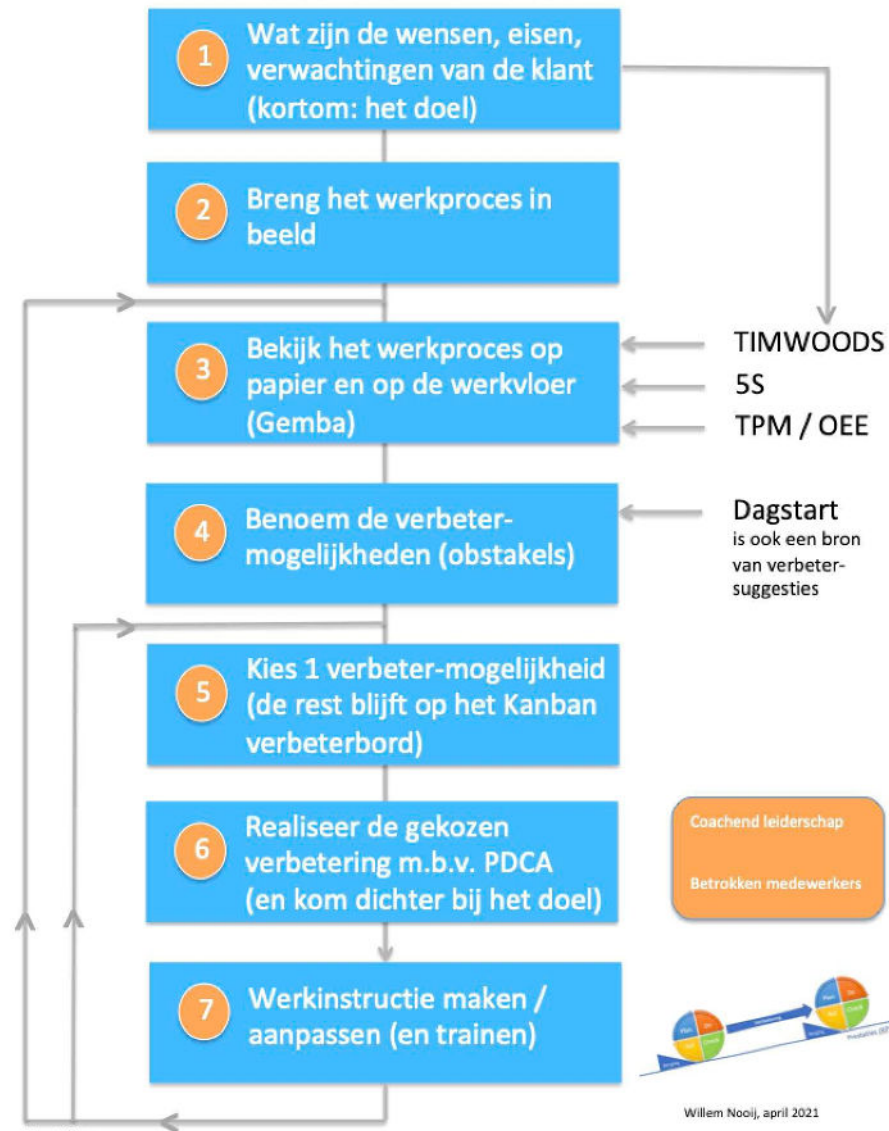 1
Wat zijn de wensen, eisen,
verwachtingen van de klant
(kortom: het doel)
2
Breng het werkproces in
beeld
3
Bekijk het werkproces op
papier en op de werkvloer
(Gemba)
TIMWOODS
5S
TPM / OEE
4
Benoem de verbeter-
mogelijkheden (obstakels)
Dagstart
is ook een bron
van verbeter-
suggesties
5
Kies 1 verbeter-mogelijkheid
(de rest blijft op het Kanban
verbeterbord)
6
Realiseer de gekozen
verbetering m.b.v. PDCA
(en kom dichter bij het doel)
Coachend leiderschap
Betrokken medewerkers
7
Werkinstructie maken /
aanpassen (en trainen)
Plan
Check
Plan
Check
Willem Nooij, april 2021